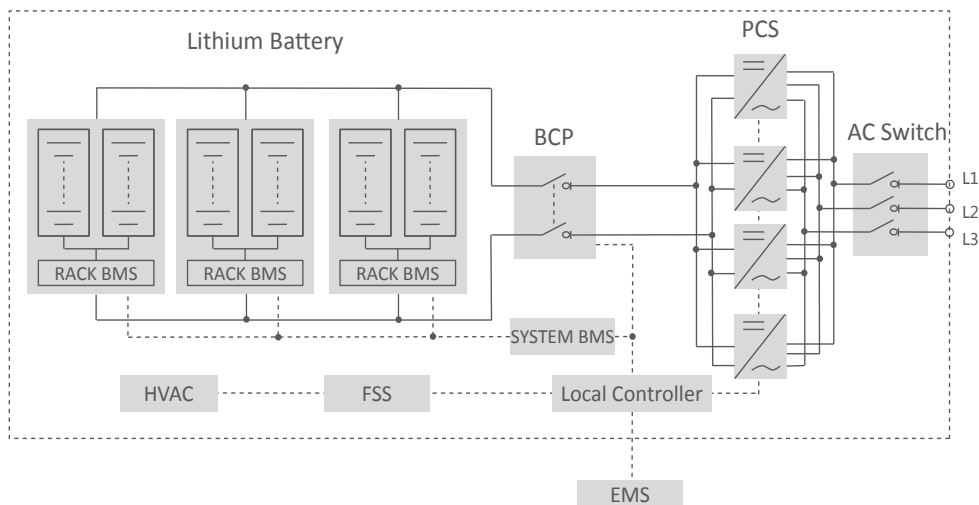 PCS
Lithium Battery
BCP
AC Switch
L1
L2
L3
RACK BMS
RACK BMS
RACK BMS
SYSTEM BMS
HVAC
FSS
Local Controller
EMS